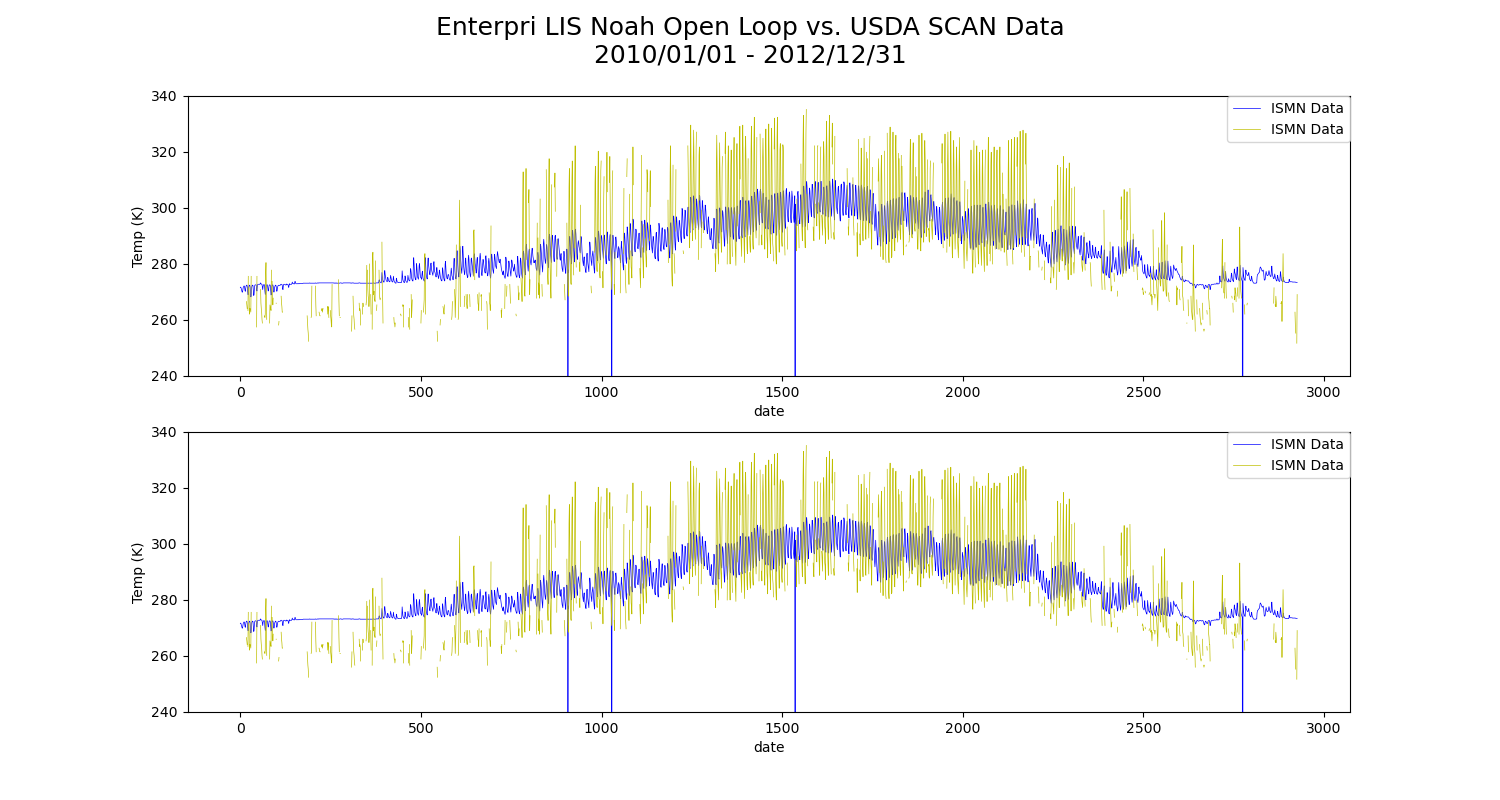 Enterpri LIS Noah Open Loop vs. USDA SCAN Data
2010/01/01 - 2012/12/31
340
320
300
280
260
240
Temp (K)
ISMN Data
ISMN Data
0 500 1000 1500 2000 2500 3000
date
340
320
300
280
260
240
Temp (K)
ISMN Data
ISMN Data
0 500 1000 1500 2000 2500 3000
date